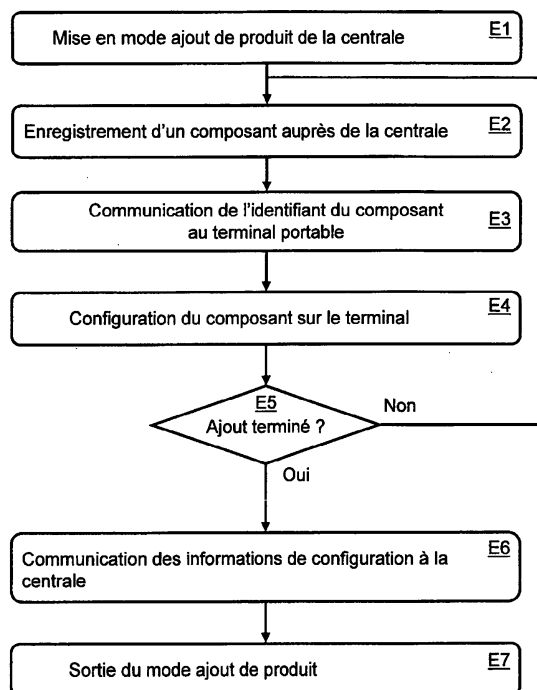 Mise en mode ajout de produit de la centrale E1
Enregistrement d'un composant auprès de la centrale E2
Communication de l'identifiant du composant
au terminal portable E3
Configuration du composant sur le terminal E4
E5
Ajout terminé ?
Non
Oui
Communication des informations de configuration à la E6
centrale
Sortie du mode ajout de produit E7